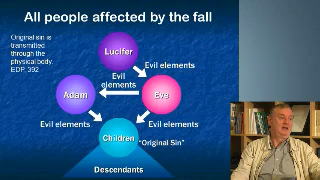 All people affected by the fall
Original sin is
transmitted
through the
physical body.
EDP, 392
Lucifer
Evil elements
Evil
elements
Adam
Eve
Evil elements
Evil elements
Children
"Original Sin"
Descendants